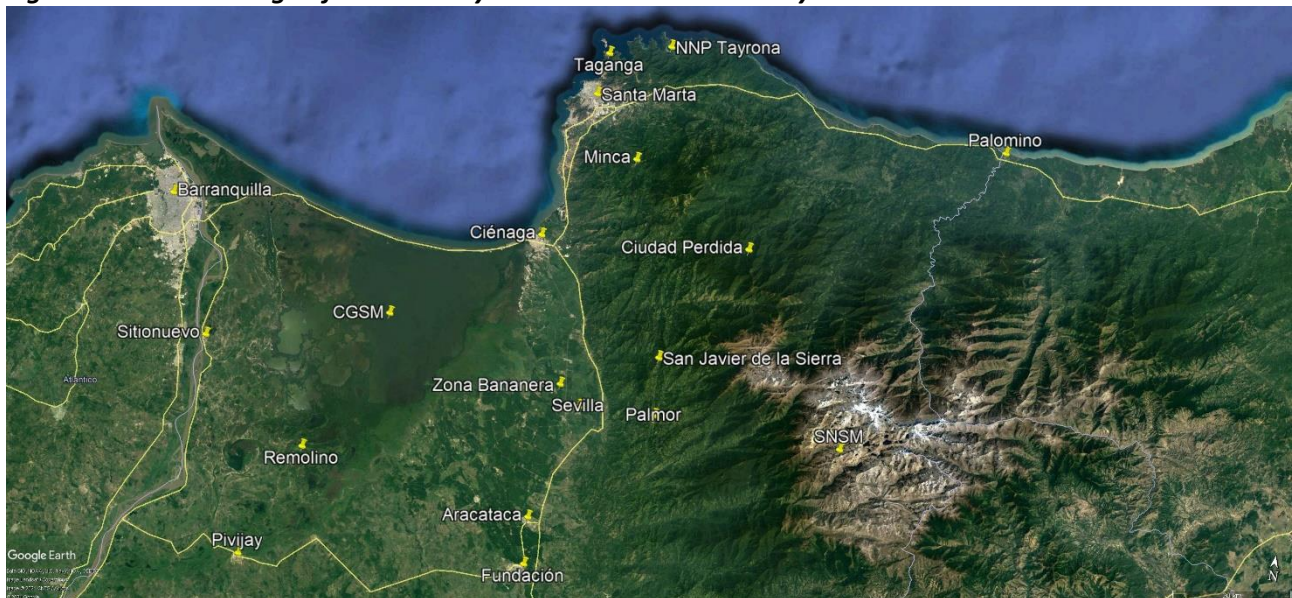 NNP Tayrona
Taganga
Santa Marta
Minca
Palomino
Barranquilla
Ciénaga
Ciudad Perdida
CGSM
Sitionuevo
San Javier de la Sierra
Atlántico
Zona Bananera
Sevilla
Palmor
SNSM
Remolino
Aracataca
Pivijay
Google Earth
Fundación
N